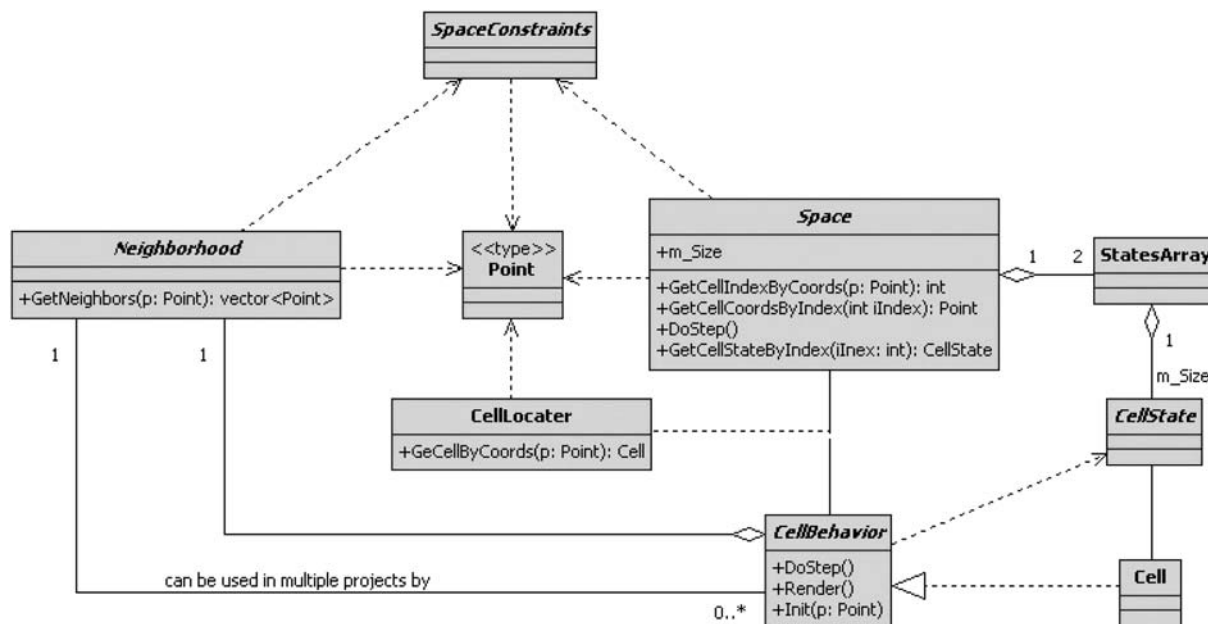 SpaceConstraints
Space
+m_Size
+GetCellIndexByCoords(p: Point): int
+GetCellCoordsByIndex(int iIndex): Point
+DoStep()
+GetCellStateByIndex(iInex: int): CellState
Neighborhood
+GetNeighbors(p: Point): vector<Point>
<<type>>
Point
1
2
StatesArray
1
m_Size
1
1
CellLocater
+GeCellByCoords(p: Point): Cell
CellState
CellBehavior
+DoStep()
+Render()
+Init(p: Point)
Cell
can be used in multiple projects by
0..*